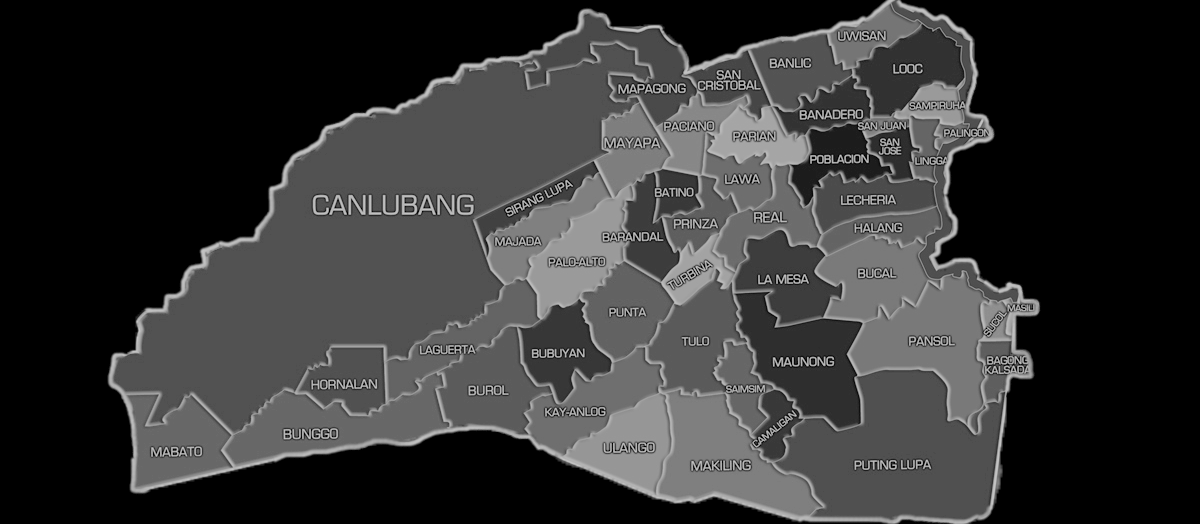 UWISAN
BANLIC
LOOC
SAN
CRISTOBAL
MAPAGONG
SAMPIRUHA
BANADERO
PACIANO
SAN JUAN
PALINGON
PARIAN
MAYAPA
SAN
JOSE
POBLACION
LINGGA
LAWA
SIRANG LUPA
BATINO
CANLUBANG
LECHERIA
REAL
PRINZA
HALANG
BARANDAL
MAJADA
PALO-ALTO
TURBINA
LA MESA
BUCAL
MASILI
PUNTA
SUCOL
TULO
PANSOL
LAGUERTA
BUBUYAN
MAUNONG
BAGONG
KALSADA
HORNALAN
BUROL
SAIMSIM
KAY-ANLOG
CAMALIGAN
BUNGGO
ULANGO
MABATO
MAKILING
PUTING LUPA